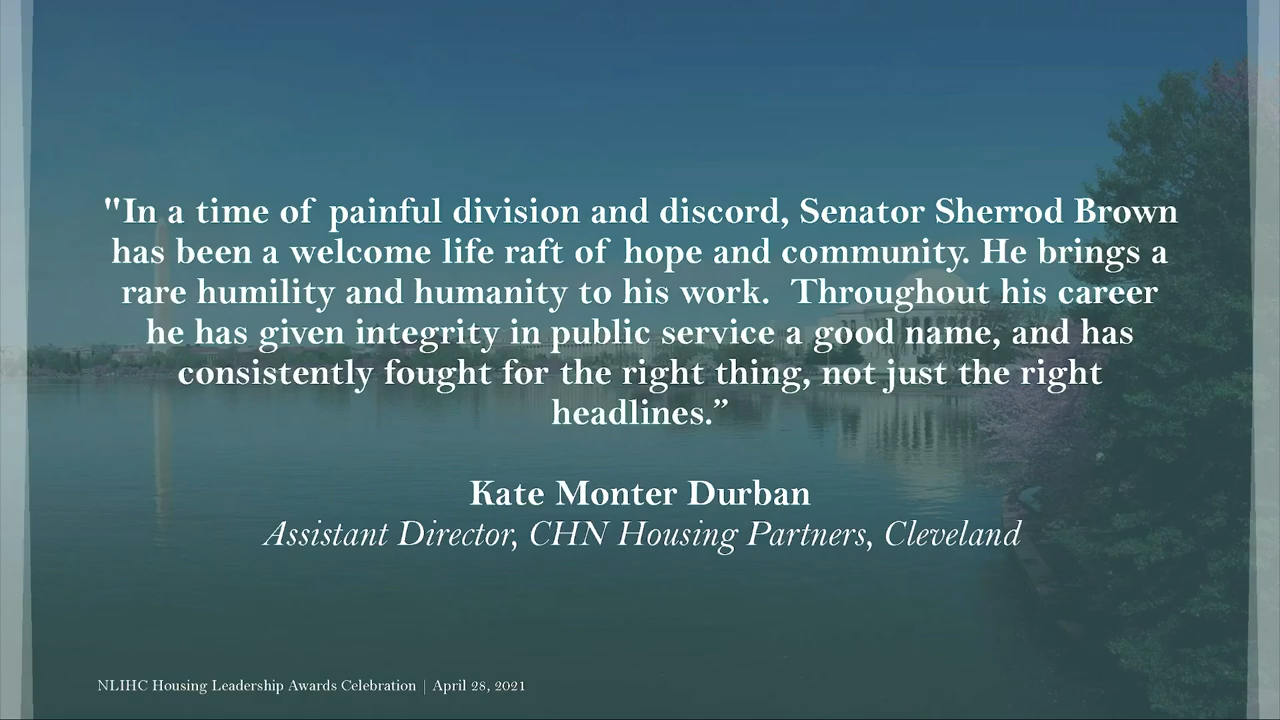 "In a time of painful division and discord, Senator Sherrod Brown
has been a welcome life raft of hope and community. He brings a
rare humility and humanity to his work.  Throughout his career
he has given integrity in public service a good name, and has
consistently fought for the right thing, not just the right
headlines.”
Kate Monter Durban
Assistant Director, CHN Housing Partners, Cleveland
NLIHC Housing Leadership Awards Celebration | April 28, 2021